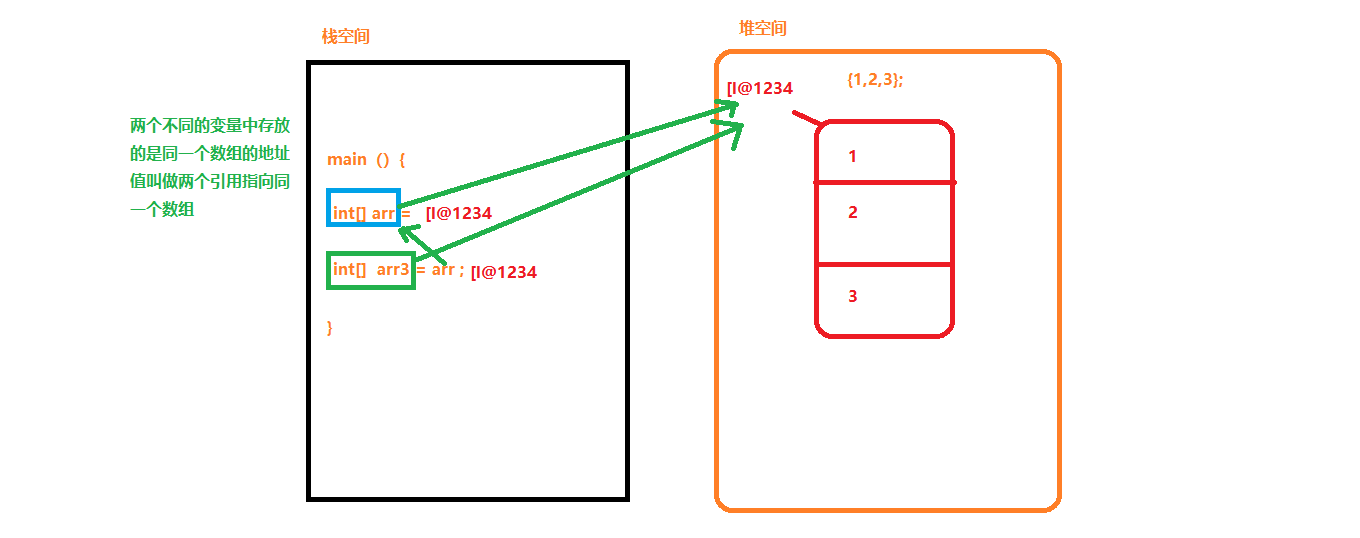 栈空间
堆空间
[I@1234
{1,2,3};
两个不同的变量中存放
的是同一个数组的地址
值叫做两个引用指向同
一个数组
main（）{
int[] arr = [I@1234
int[] arr3 = arr ; [I@1234
}
1
2
3